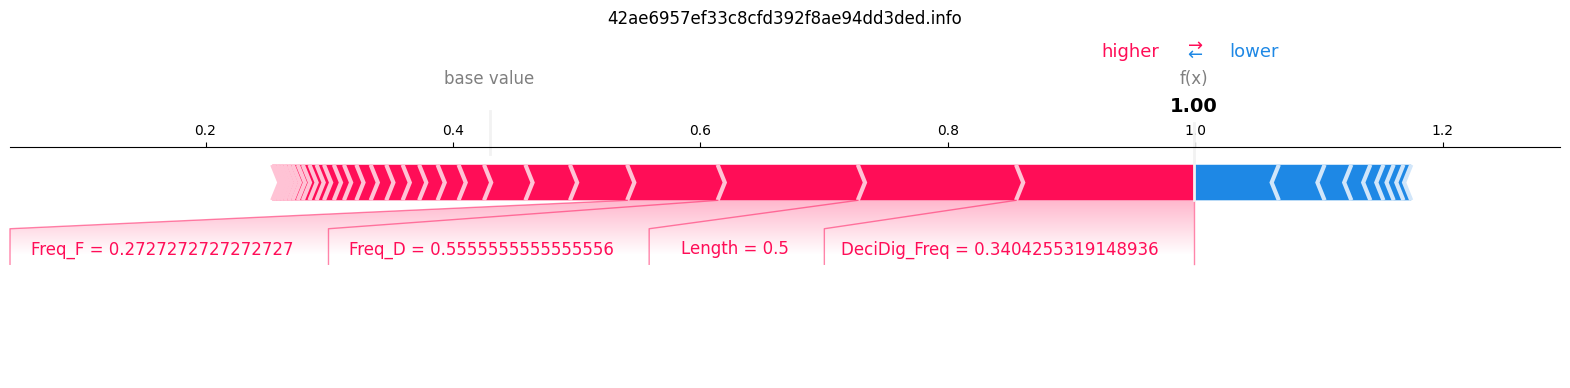 42ae6957ef33c8cfd392f8ae94dd3ded.info
higher ⇄ lower
base value f(x)
1.00
0.2 0.4 0.6 0.8 1.0 1.2
Freq_F = 0.2727272727272727 Freq_D = 0.5555555555555556 Length = 0.5 DeciDig_Freq = 0.3404255319148936